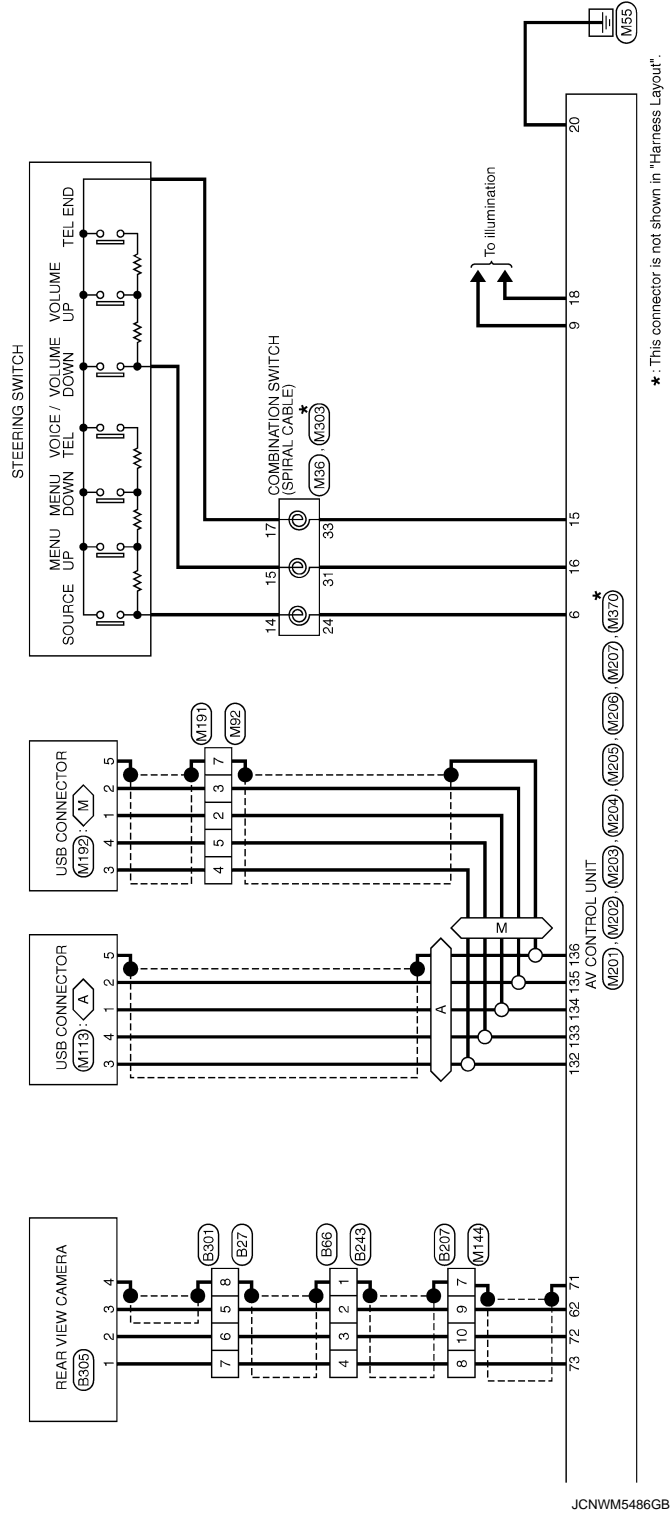 STEERING SWITCH
SOURCE
MENU UP
MENU DOWN
VOICE / TEL
VOLUME DOWN
VOLUME UP
TEL END
COMBINATION SWITCH
(SPIRAL CABLE)
M36 , M303 *
14 15 17
24 31 33
6 16 15
To illumination
9 18
20
M55
USB CONNECTOR
M192 : M
3 4 1 2 5
M191
4 5 2 3 7
M92
M
USB CONNECTOR
M113 : A
3 4 1 2 5
A
132 133 134 135 136
AV CONTROL UNIT
M201 , M202 , M203 , M204 , M205 , M206 , M207 , M370 *
REAR VIEW CAMERA
B305
1 2 3 4
B301
7 6 5 8
B27
B66
4 3 2 1
B243
B207
8 10 9 7
M144
73 72 62 71
* : This connector is not shown in "Harness Layout".
JCNWM5486GB